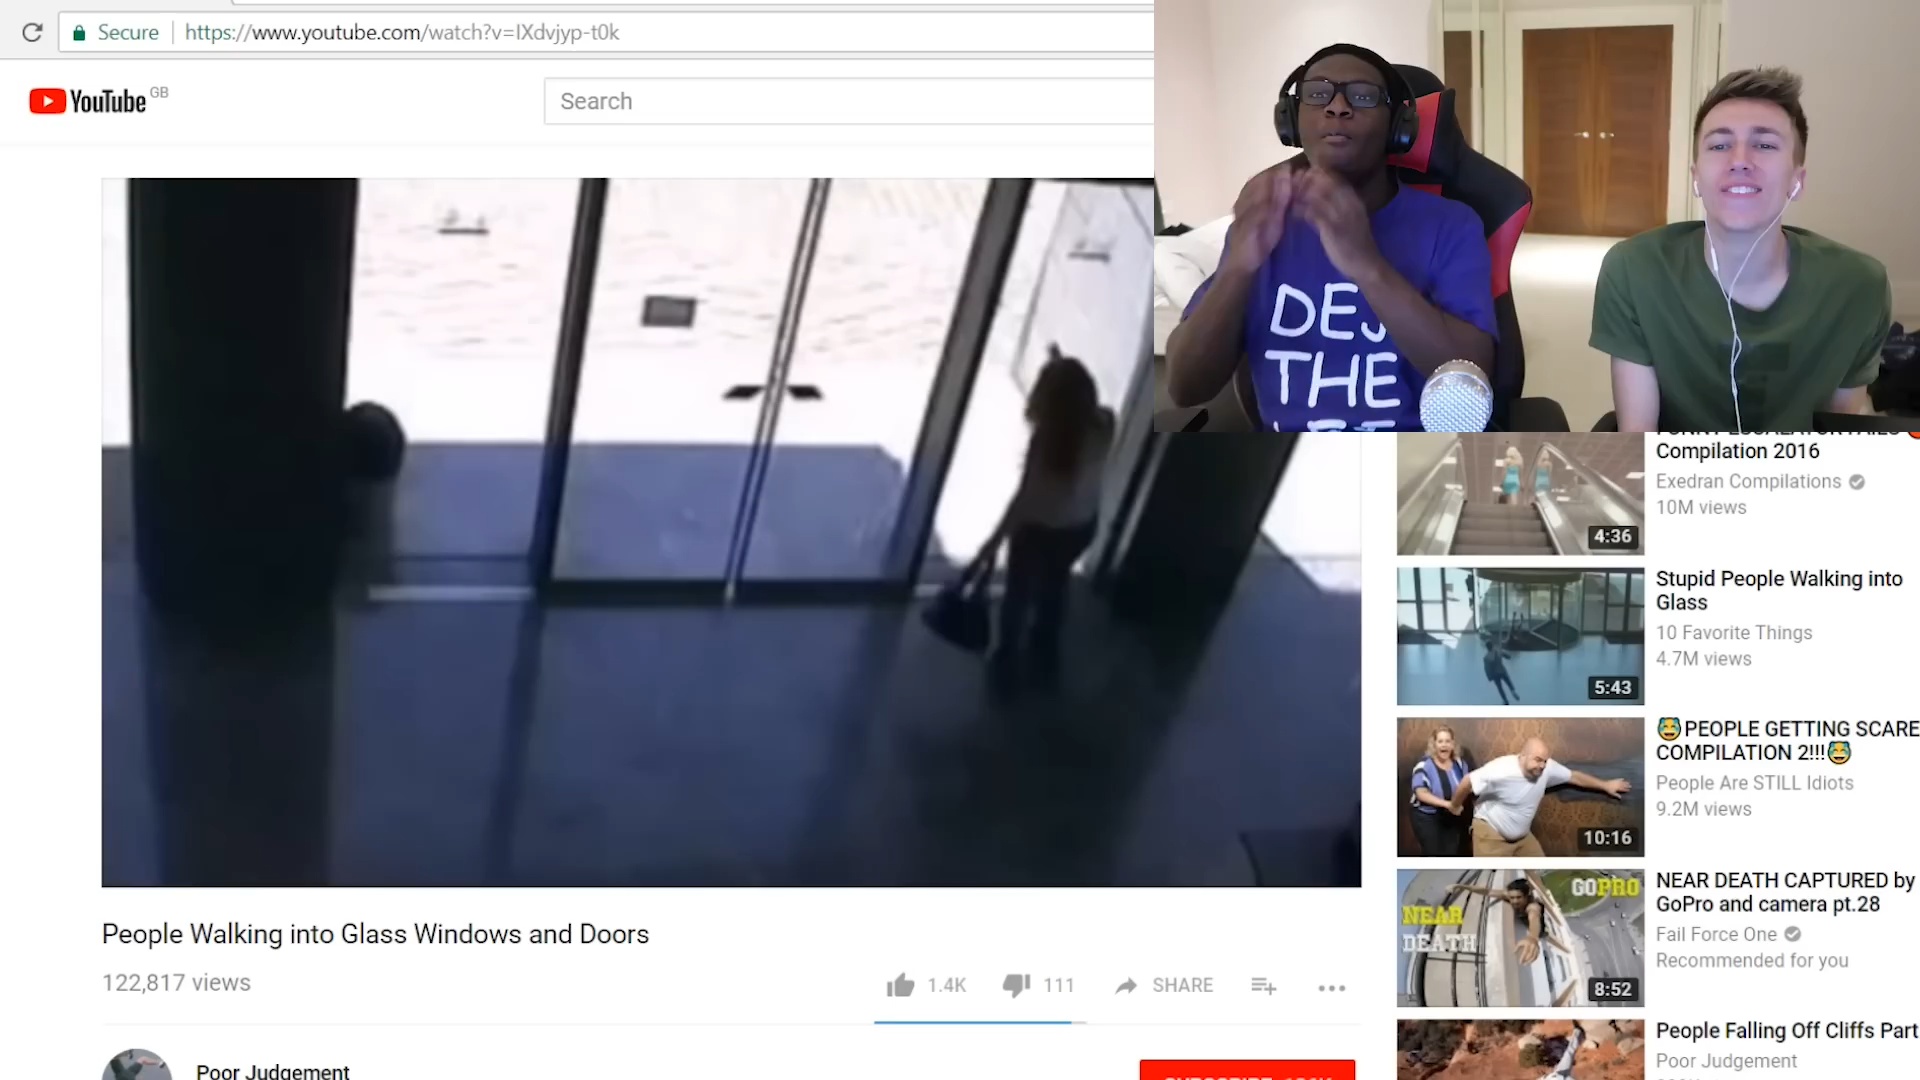 Secure
https://www.youtube.com/watch?v=IXdvjyp-t0k
YouTube GB
Search
DE
THE
Compilation 2016
Exedran Compilations
10M views
4:36
Stupid People Walking into
Glass
10 Favorite Things
4.7M views
5:43
PEOPLE GETTING SCARE
COMPILATION 2!!!
People Are STILL Idiots
9.2M views
10:16
GOPRO
NEAR
DEATH
NEAR DEATH CAPTURED by
GoPro and camera pt.28
Fail Force One
Recommended for you
8:52
People Falling Off Cliffs Part
Poor Judgement
People Walking into Glass Windows and Doors
122,817 views
1.4K
111
SHARE
Poor Judgement